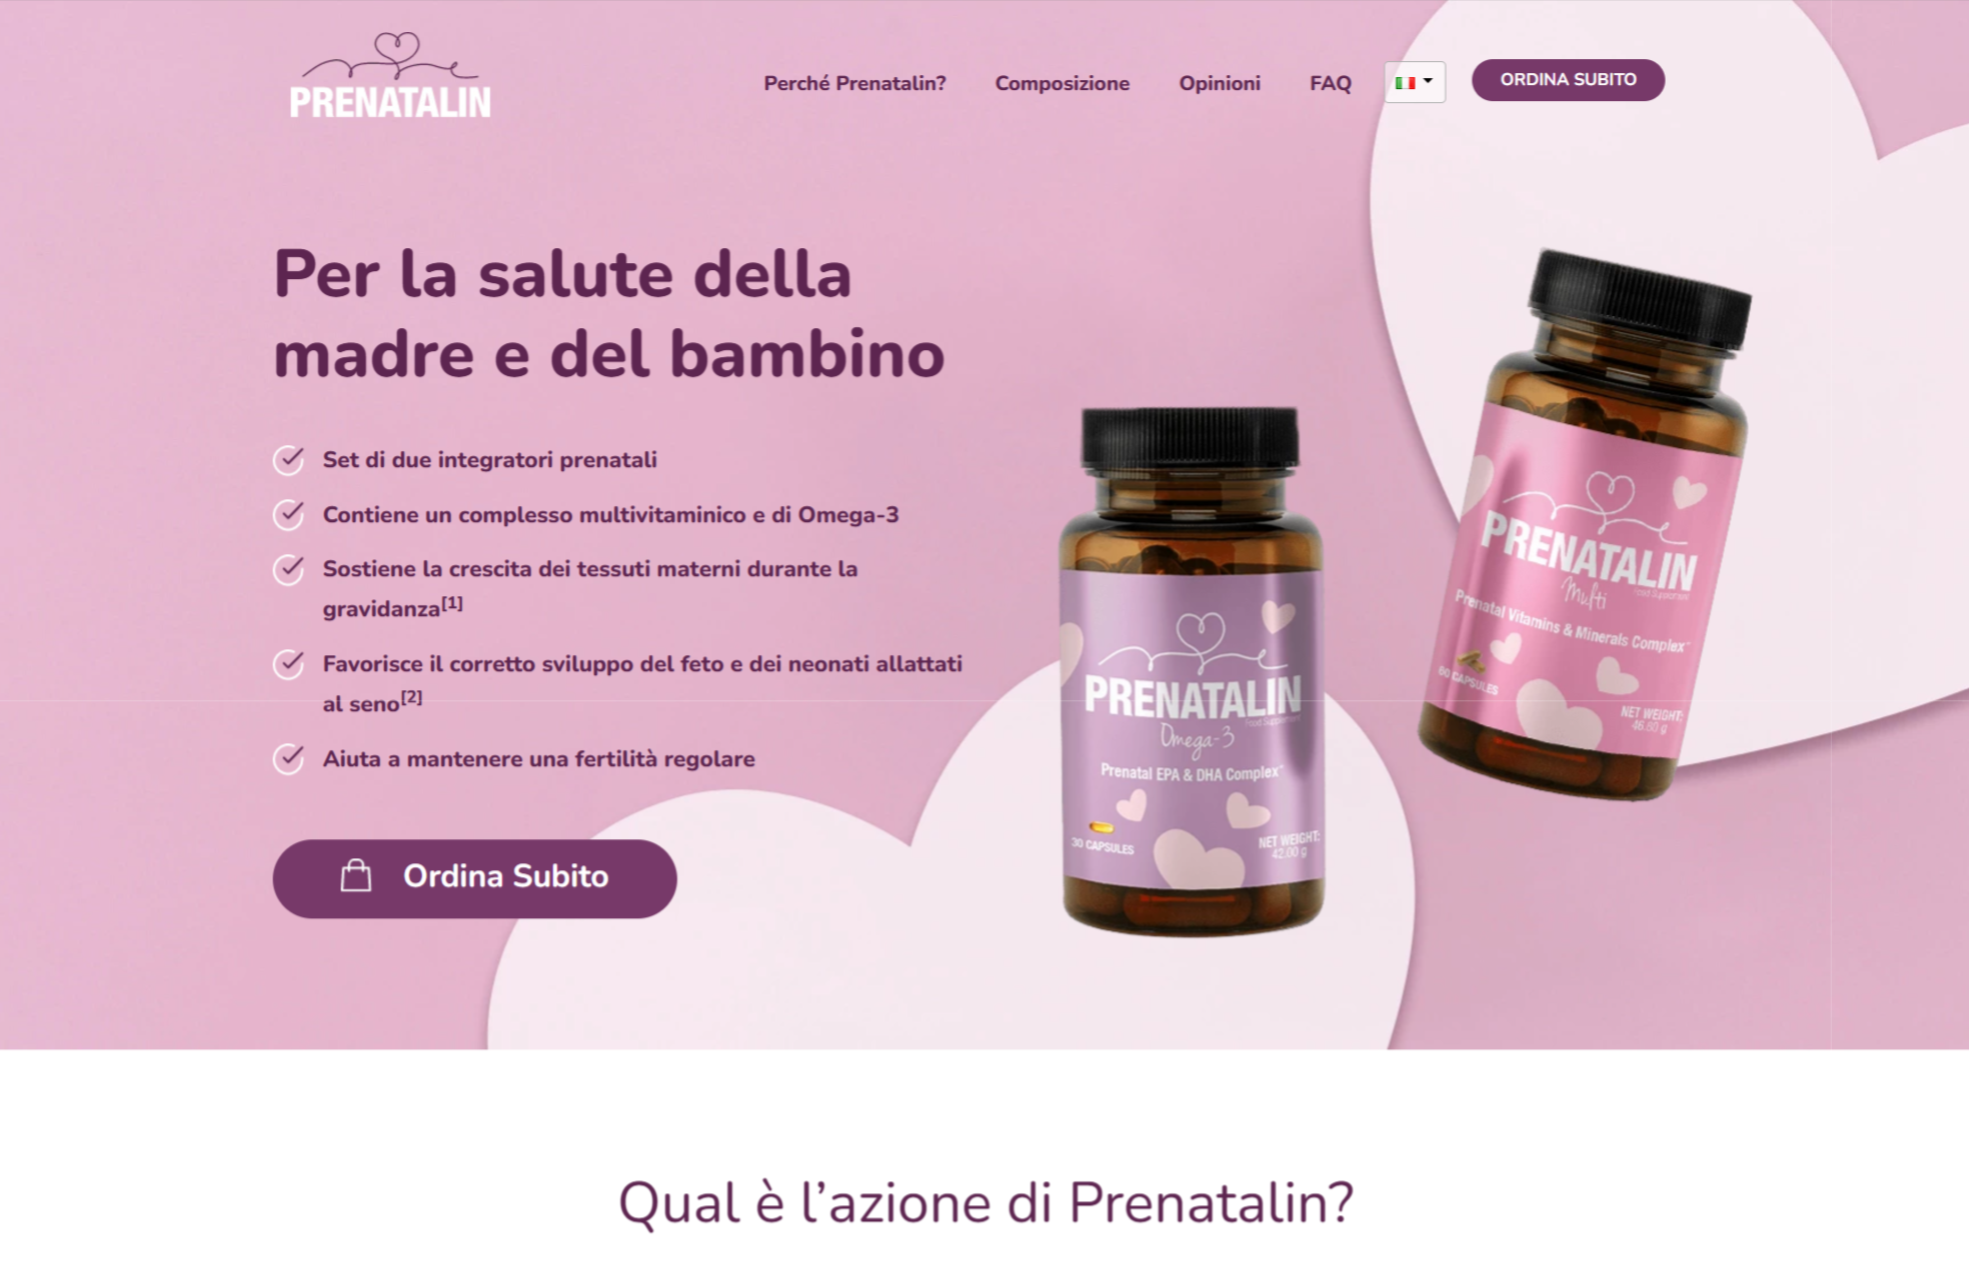 PRENATALIN
Perché Prenatalin?
Composizione
Opinioni
FAQ
ORDINA SUBITO
Per la salute della
madre e del bambino
Set di due integratori prenatali
Contiene un complesso multivitaminico e di Omega-3
Sostiene la crescita dei tessuti materni durante la
gravidanza[1]
Favorisce il corretto sviluppo del feto e dei neonati allattati
al seno[2]
Aiuta a mantenere una fertilità regolare
Ordina Subito
PRENATALIN
Food Supplement
Omega-3
Prenatal EPA & DHA Complex
30 CAPSULES
NET WEIGHT:
42.00 g
PRENATALIN
Food Supplement
Multi
Prenatal Vitamins & Minerals Complex
60 CAPSULES
NET WEIGHT:
46.80 g
Qual è l’azione di Prenatalin?